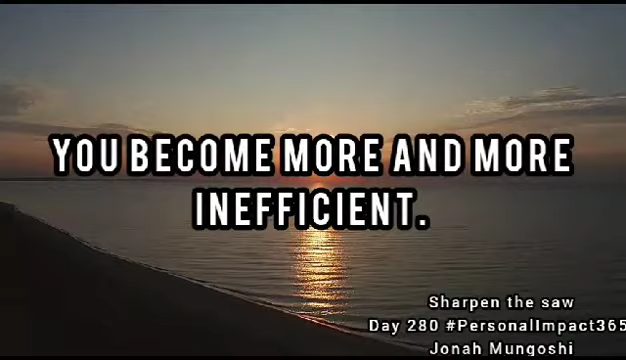 YOU BECOME MORE AND MORE
INEFFICIENT.
Sharpen the saw
Day 280 #PersonalImpact365
Jonah Mungoshi